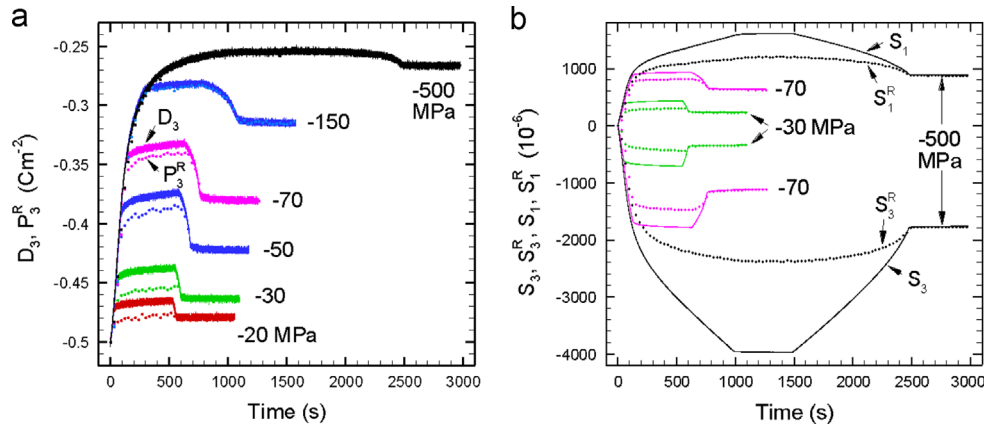 a
D₃, P₃ᴿ (Cm⁻²)
-0.25
-0.3
-0.35
-0.4
-0.45
-0.5
-500
MPa
-150
D₃
P₃ᴿ
-70
-50
-30
-20 MPa
0 500 1000 1500 2000 2500 3000
Time (s)
b
S₃, S₃ᴿ, S₁, S₁ᴿ (10⁻⁶)
1000
0
-1000
-2000
-3000
-4000
S₁
S₁ᴿ
-70
-30 MPa
-500
MPa
-70
S₃ᴿ
S₃
0 500 1000 1500 2000 2500 3000
Time (s)